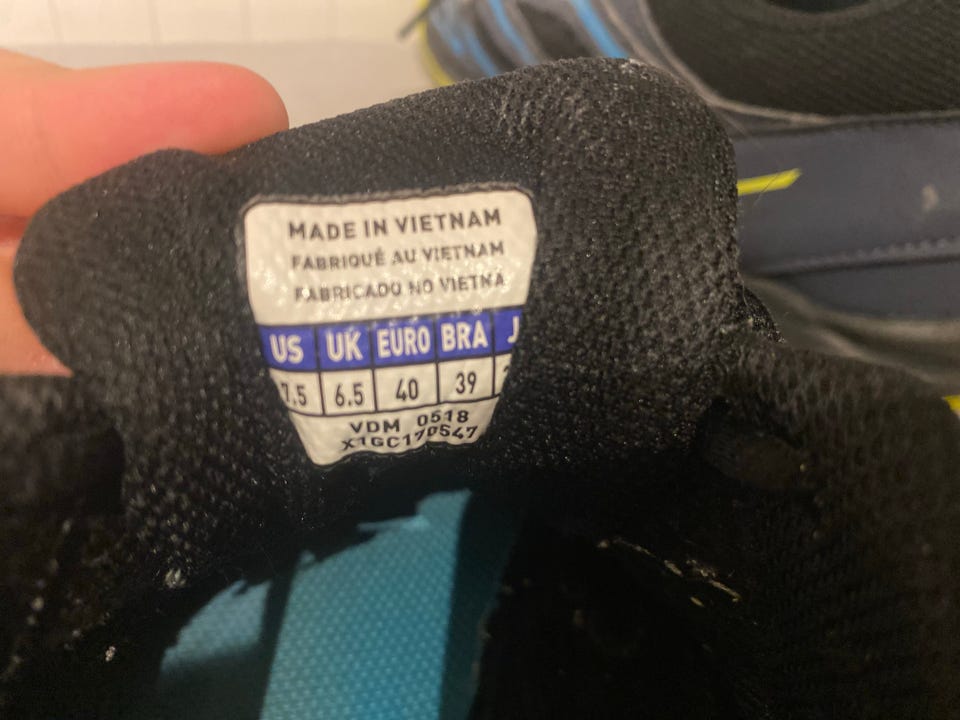 MADE IN VIETNAM
FABRIQUÉ AU VIETNAM
FABRICADO NO VIETNA
US UK EURO BRA J
7.5 6.5 40 39
VDM 0518
X1GC170547